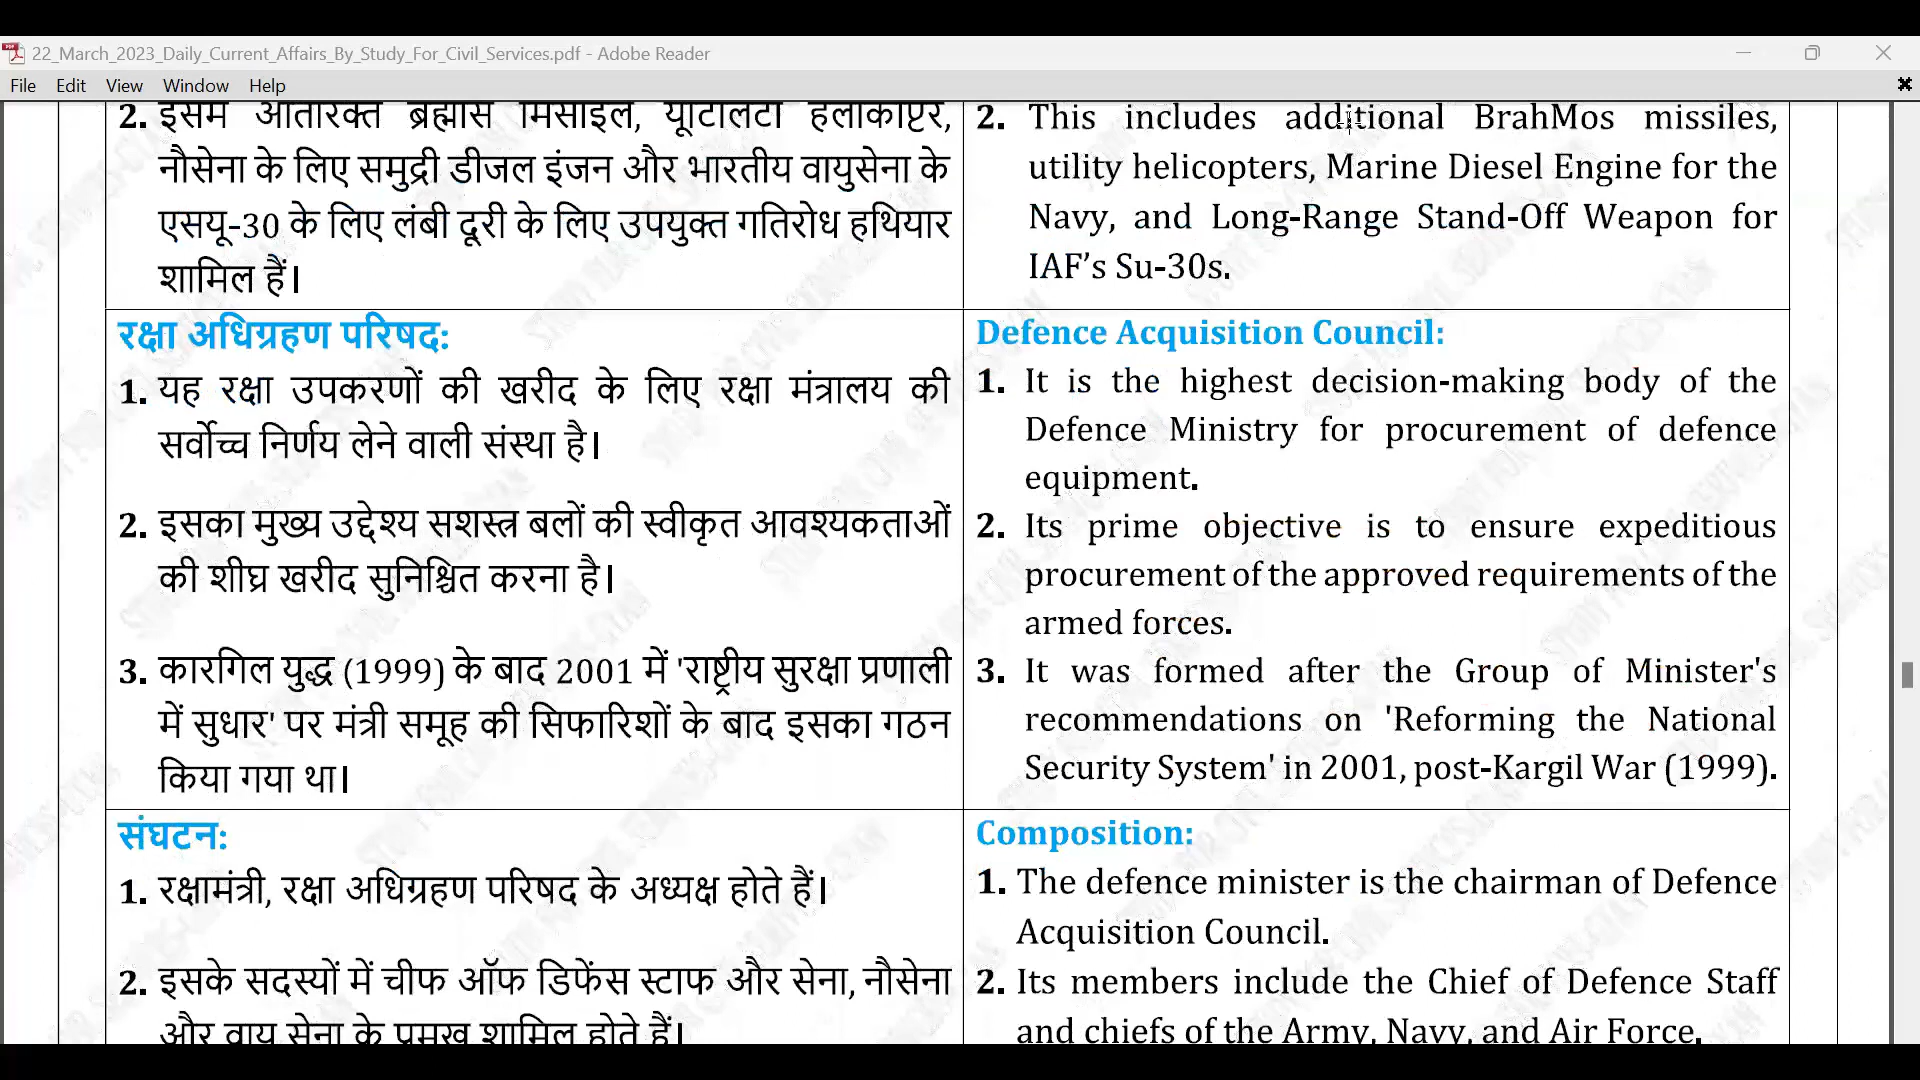 22_March_2023_Daily_Current_Affairs_By_Study_For_Civil_Services.pdf - Adobe Reader
File Edit View Window Help
2. इसमें अतिरिक्त ब्रह्मोस मिसाइल, यूटिलिटी हेलीकॉप्टर,
नौसेना के लिए समुद्री डीजल इंजन और भारतीय वायुसेना के
एसयू-30 के लिए लंबी दूरी के लिए उपयुक्त गतिरोध हथियार
शामिल हैं।
रक्षा अधिग्रहण परिषद:
1. यह रक्षा उपकरणों की खरीद के लिए रक्षा मंत्रालय की
सर्वोच्च निर्णय लेने वाली संस्था है।
2. इसका मुख्य उद्देश्य सशस्त्र बलों की स्वीकृत आवश्यकताओं
की शीघ्र खरीद सुनिश्चित करना है।
3. कारगिल युद्ध (1999) के बाद 2001 में 'राष्ट्रीय सुरक्षा प्रणाली
में सुधार' पर मंत्री समूह की सिफारिशों के बाद इसका गठन
किया गया था।
संघटन:
1. रक्षामंत्री, रक्षा अधिग्रहण परिषद के अध्यक्ष होते हैं।
2. इसके सदस्यों में चीफ ऑफ डिफेंस स्टाफ और सेना, नौसेना
और वायु सेना के प्रमुख शामिल होते हैं।
2. This includes additional BrahMos missiles,
utility helicopters, Marine Diesel Engine for the
Navy, and Long-Range Stand-Off Weapon for
IAF’s Su-30s.
Defence Acquisition Council:
1. It is the highest decision-making body of the
Defence Ministry for procurement of defence
equipment.
2. Its prime objective is to ensure expeditious
procurement of the approved requirements of the
armed forces.
3. It was formed after the Group of Minister's
recommendations on 'Reforming the National
Security System' in 2001, post-Kargil War (1999).
Composition:
1. The defence minister is the chairman of Defence
Acquisition Council.
2. Its members include the Chief of Defence Staff
and chiefs of the Army, Navy, and Air Force.